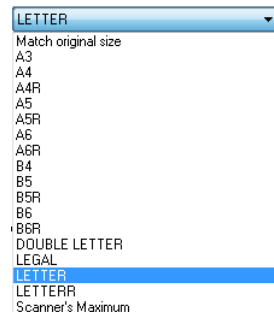 LETTER
Match original size
A3
A4
A4R
A5
A5R
A6
A6R
B4
B5
B5R
B6
B6R
DOUBLE LETTER
LEGAL
LETTER
LETTERR
Scanner's Maximum